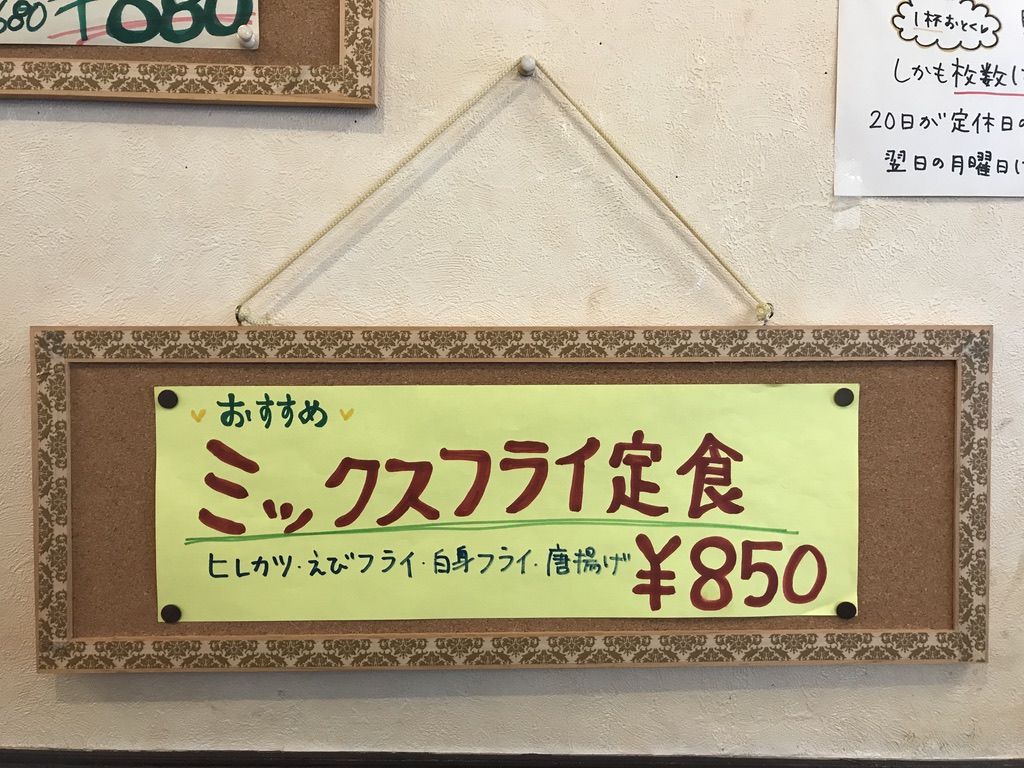 680
680
1杯おとく
しかも枚数
20日が定休日の
翌日の月曜日
おすすめ
ミックスフライ定食
ヒレカツ・えびフライ・白身フライ・唐揚げ ¥850